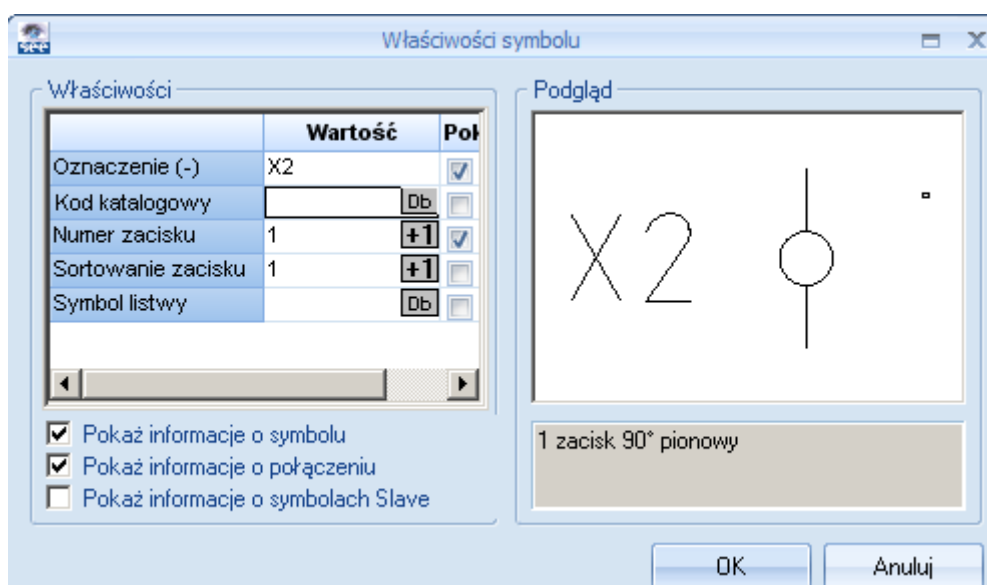 see
Właściwości symbolu
Właściwości
Wartość Pok
Oznaczenie (-) X2
Kod katalogowy Db
Numer zacisku 1 +1
Sortowanie zacisku 1 +1
Symbol listwy Db
Pokaż informacje o symbolu
Pokaż informacje o połączeniu
Pokaż informacje o symbolach Slave
Podgląd
X2
1 zacisk 90° pionowy
OK Anuluj